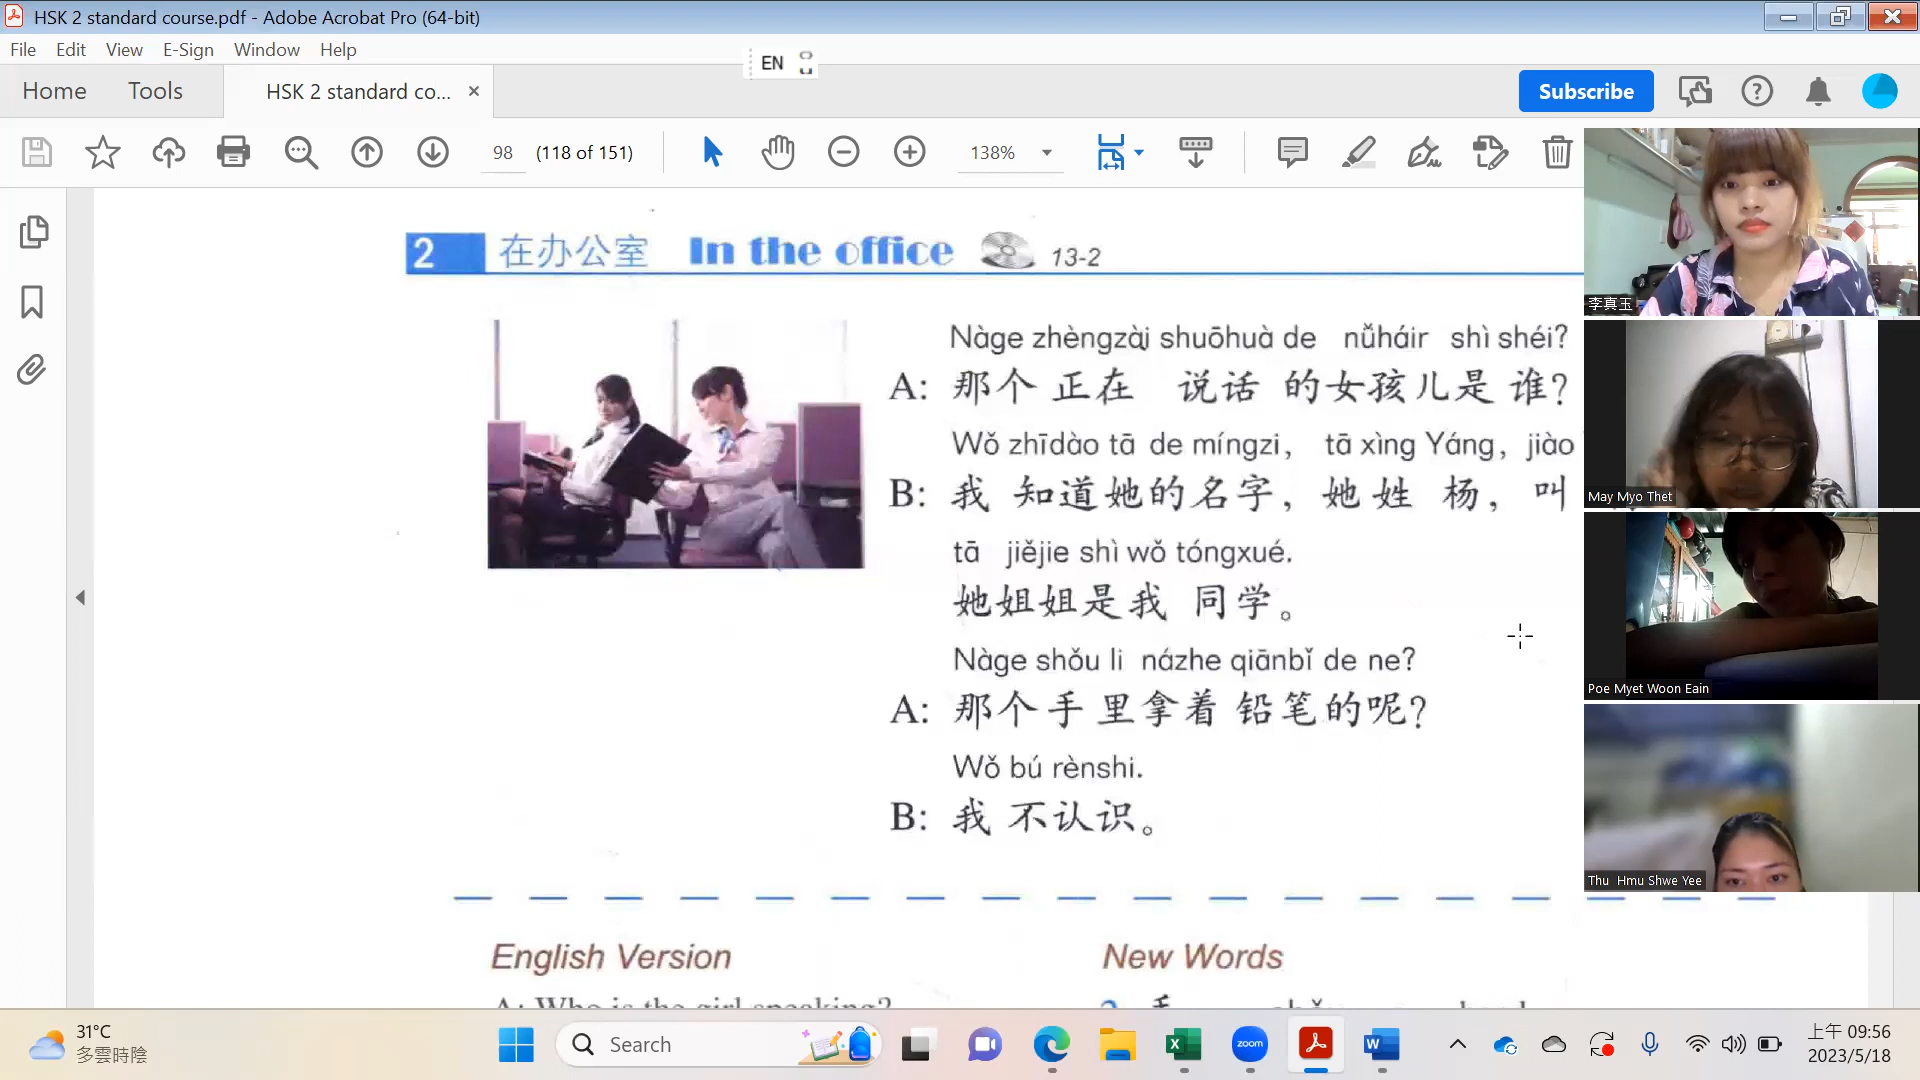 HSK 2 standard course.pdf - Adobe Acrobat Pro (64-bit)
File Edit View E-Sign Window Help
EN
Home Tools HSK 2 standard co... ×
Subscribe
98 (118 of 151) 138%
2 在办公室 In the office 13-2
Nàge zhèngzài shuōhuà de nǚháir shì shéi?
A: 那个 正在 说话 的女孩儿是 谁?
Wǒ zhīdào tā de míngzi, tā xìng Yáng, jiào
B: 我 知道她的名字, 她 姓 杨, 叫
tā jiějie shì wǒ tóngxué.
她姐姐是我 同学。
Nàge shǒu li názhe qiānbǐ de ne?
A: 那个手里拿着 铅笔的呢?
Wǒ bú rènshi.
B: 我 不认识。
English Version
New Words
A: Who is the girl speaking?
李真玉
May Myo Thet
Poe Myet Woon Eain
Thu Hmu Shwe Yee
31°C
多雲時陰
Search
zoom
上午 09:56
2023/5/18